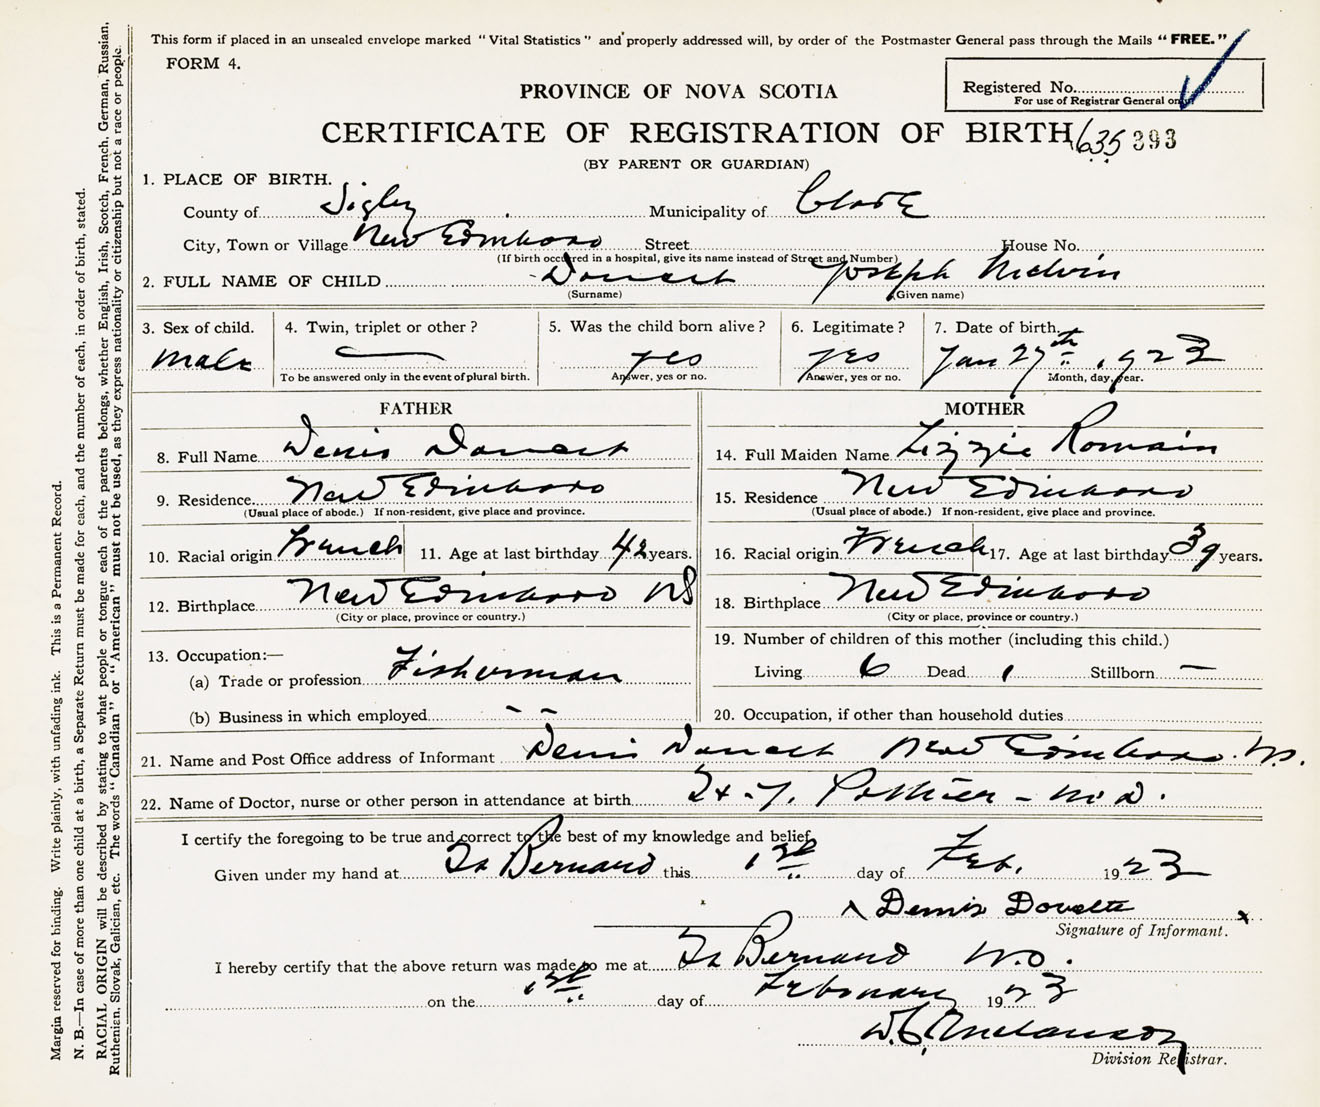 This form if placed in an unsealed envelope marked "Vital Statistics" and properly addressed will, by order of the Postmaster General pass through the Mails "FREE."
FORM 4.
Registered No.
For use of Registrar General only
PROVINCE OF NOVA SCOTIA
CERTIFICATE OF REGISTRATION OF BIRTH 635 393
(BY PARENT OR GUARDIAN)
1. PLACE OF BIRTH.
County of Digby Municipality of Clare
City, Town or Village New Edinboro Street House No.
(If birth occurred in a hospital, give its name instead of Street and Number)
2. FULL NAME OF CHILD Doucet Joseph Melvin
(Surname) (Given name)
3. Sex of child. 4. Twin, triplet or other? 5. Was the child born alive? 6. Legitimate? 7. Date of birth.
Male — yes yes Jan 27th 1923
To be answered only in the event of plural birth. Answer, yes or no. Answer, yes or no. Month, day, year.
FATHER MOTHER
8. Full Name Denis Doucet 14. Full Maiden Name Lizzie Romain
9. Residence New Edinboro 15. Residence New Edinboro
(Usual place of abode.) If non-resident, give place and province. (Usual place of abode.) If non-resident, give place and province.
10. Racial origin French 11. Age at last birthday 42 years. 16. Racial origin French 17. Age at last birthday 39 years.
12. Birthplace New Edinboro NS 18. Birthplace New Edinboro
(City or place, province or country.) (City or place, province or country.)
13. Occupation:— 19. Number of children of this mother (including this child.)
(a) Trade or profession Fisherman Living 6 Dead 1 Stillborn —
(b) Business in which employed - - 20. Occupation, if other than household duties
21. Name and Post Office address of Informant Denis Doucet New Edinboro
22. Name of Doctor, nurse or other person in attendance at birth Pothier - M.D.
I certify the foregoing to be true and correct to the best of my knowledge and belief,
Given under my hand at St Bernard this 1st day of Feb. 1923
Denis Doucette x
Signature of Informant.
I hereby certify that the above return was made to me at St Bernard
on the 1st day of February 1923
Melanson
Division Registrar.
Margin reserved for binding. Write plainly, with unfading ink. This is a Permanent Record.
N. B.—In case of more than one child at a birth, a Separate Return must be made for each, and the number of each, in order of birth, stated.
RACIAL ORIGIN will be described by stating to what people or tongue each of the parents belongs, whether English, Irish, Scotch, French, German, Russian,
Ruthenian, Slovak, Galician, etc. The words "Canadian" or "American" must not be used, as they express nationality or citizenship but not a race or people.